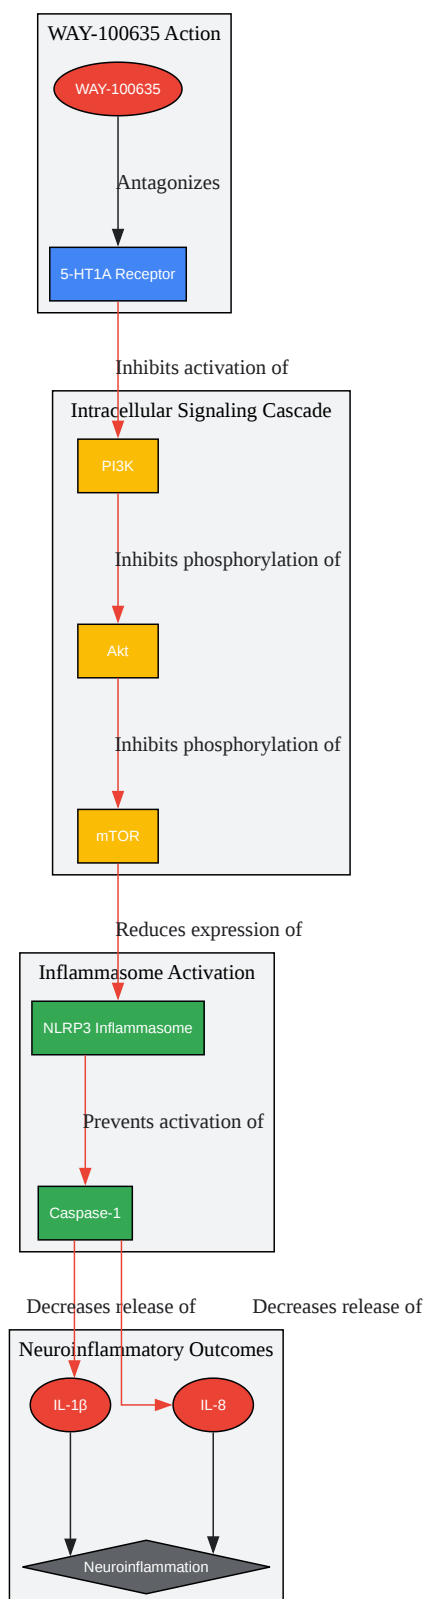 WAY-100635 Action
WAY-100635
Antagonizes
5-HT1A Receptor
Inhibits activation of
Intracellular Signaling Cascade
PI3K
Inhibits phosphorylation of
Akt
Inhibits phosphorylation of
mTOR
Reduces expression of
Inflammasome Activation
NLRP3 Inflammasome
Prevents activation of
Caspase-1
Decreases release of
Decreases release of
Neuroinflammatory Outcomes
IL-1β
IL-8
Neuroinflammation